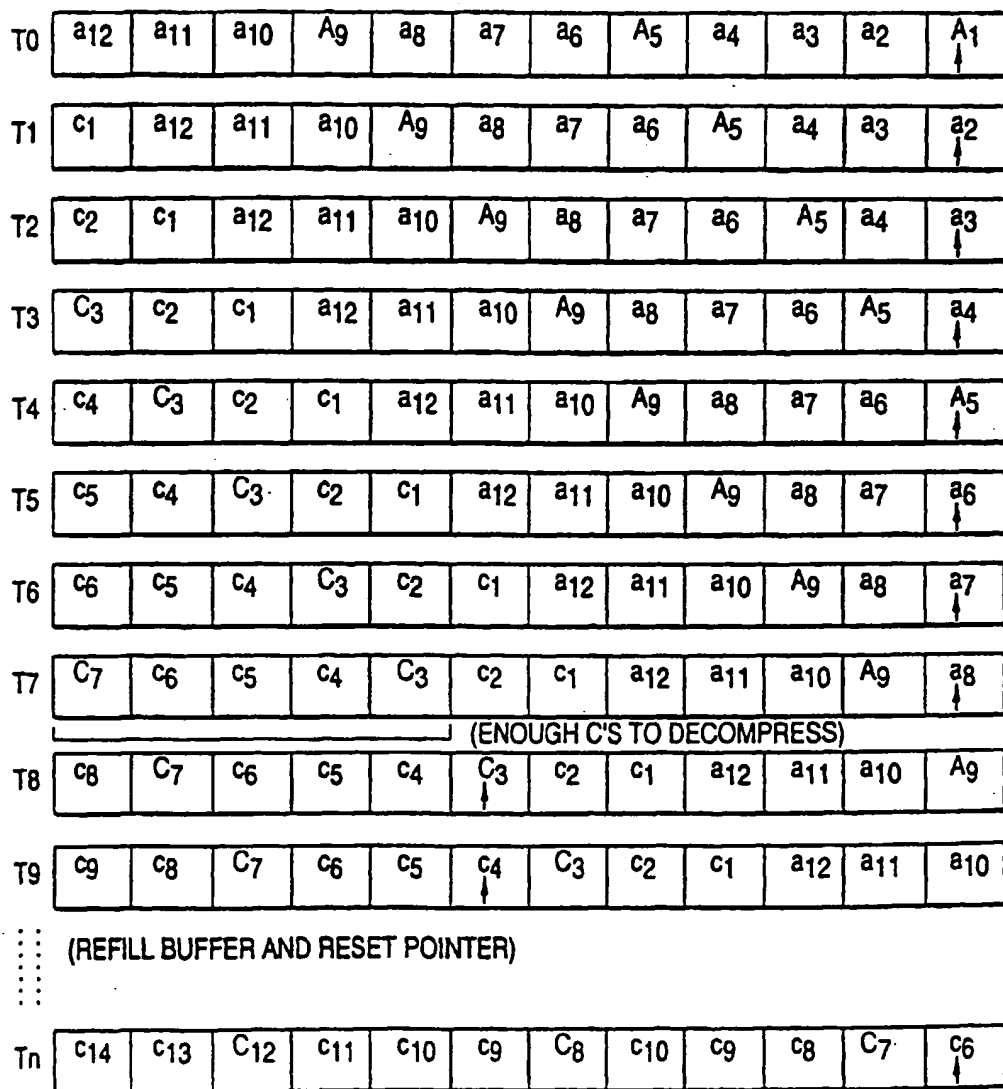 T0 a12 a11 a10 A9 a8 a7 a6 A5 a4 a3 a2 A1
T1 c1 a12 a11 a10 A9 a8 a7 a6 A5 a4 a3 a2
T2 c2 c1 a12 a11 a10 A9 a8 a7 a6 A5 a4 a3
T3 C3 c2 c1 a12 a11 a10 A9 a8 a7 a6 A5 a4
T4 c4 C3 c2 c1 a12 a11 a10 A9 a8 a7 a6 A5
T5 c5 c4 C3 c2 c1 a12 a11 a10 A9 a8 a7 a6
T6 c6 c5 c4 C3 c2 c1 a12 a11 a10 A9 a8 a7
T7 C7 c6 c5 c4 C3 c2 c1 a12 a11 a10 A9 a8
(ENOUGH C'S TO DECOMPRESS)
T8 c8 C7 c6 c5 c4 C3 c2 c1 a12 a11 a10 A9
T9 c9 c8 C7 c6 c5 c4 C3 c2 c1 a12 a11 a10
(REFILL BUFFER AND RESET POINTER)
Tn c14 c13 C12 c11 c10 c9 C8 c10 c9 c8 C7 c6